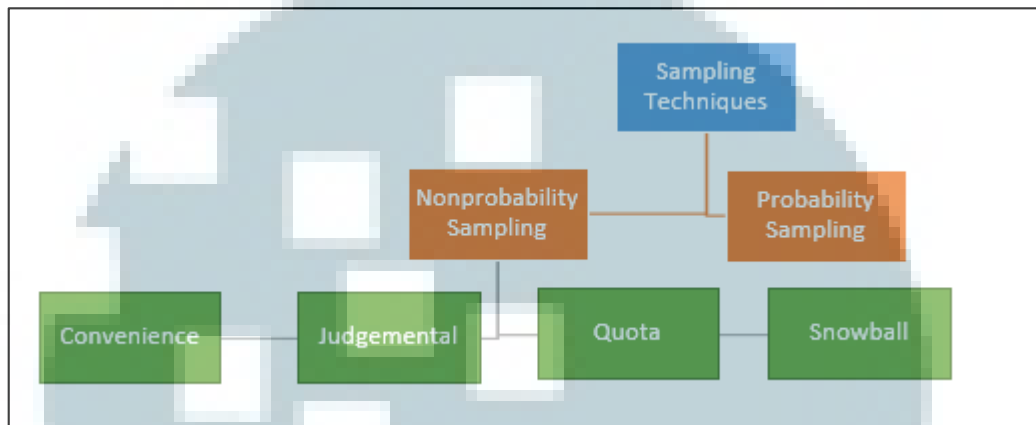 Sampling
Techniques
Nonprobability
Sampling
Probability
Sampling
Convenience
Judgemental
Quota
Snowball